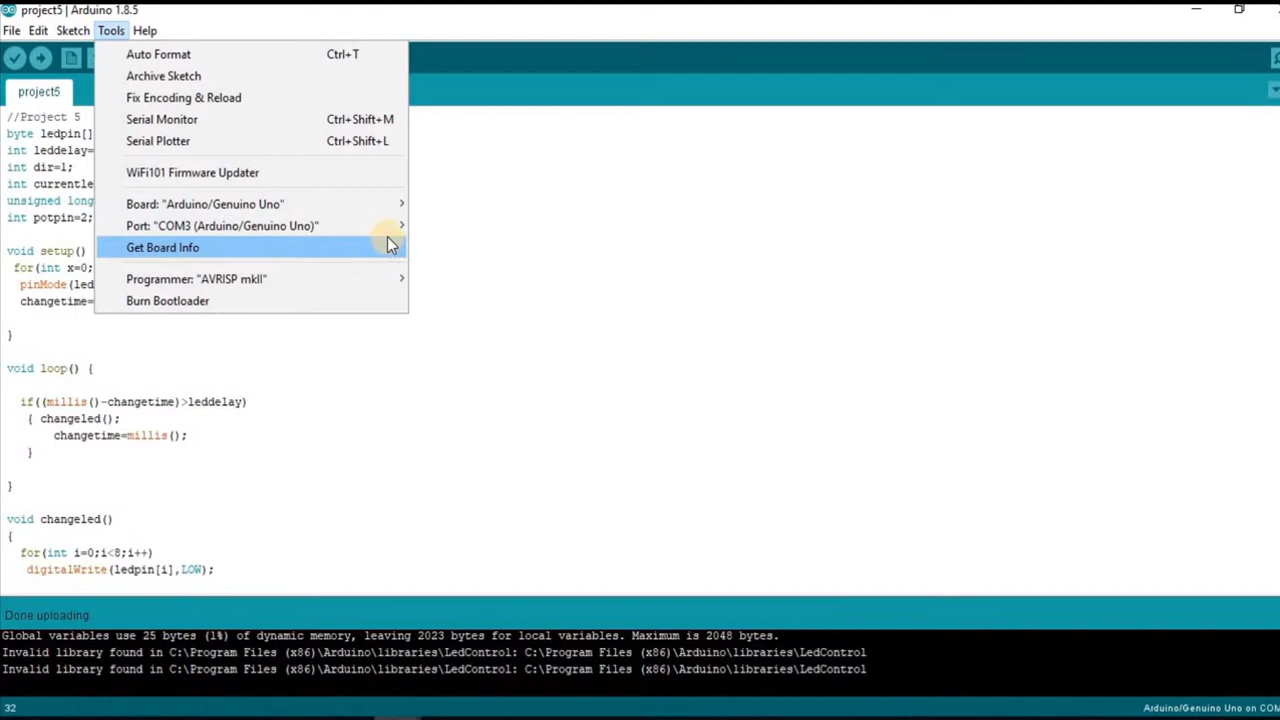 project5 | Arduino 1.8.5
File Edit Sketch Tools Help
Auto Format Ctrl+T
Archive Sketch
Fix Encoding & Reload
Serial Monitor Ctrl+Shift+M
Serial Plotter Ctrl+Shift+L
WiFi101 Firmware Updater
Board: "Arduino/Genuino Uno"
Port: "COM3 (Arduino/Genuino Uno)"
Get Board Info
Programmer: "AVRISP mkII"
Burn Bootloader
project5
//Project 5
byte ledpin[]
int leddelay=
int dir=1;
int currentle
unsigned long
int potpin=2;
void setup()
for(int x=0;
pinMode(led
changetime=
}
void loop() {
if((millis()-changetime)>leddelay)
{ changeled();
changetime=millis();
}
}
void changeled()
{
for(int i=0;i<8;i++)
digitalWrite(ledpin[i],LOW);
Done uploading.
Global variables use 25 bytes (1%) of dynamic memory, leaving 2023 bytes for local variables. Maximum is 2048 bytes.
Invalid library found in C:\Program Files (x86)\Arduino\libraries\LedControl: C:\Program Files (x86)\Arduino\libraries\LedControl
Invalid library found in C:\Program Files (x86)\Arduino\libraries\LedControl: C:\Program Files (x86)\Arduino\libraries\LedControl
32 Arduino/Genuino Uno on COM